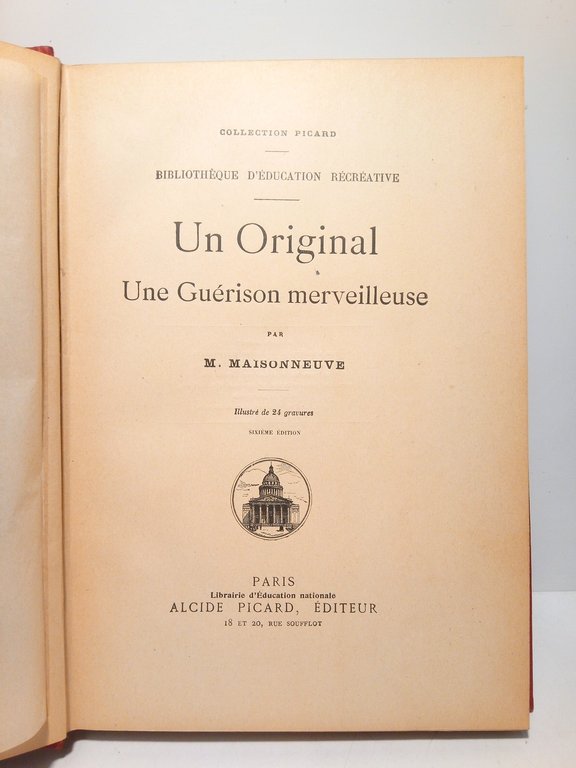 COLLECTION PICARD
BIBLIOTHÈQUE D'ÉDUCATION RÉCRÉATIVE
Un Original
Une Guérison merveilleuse
PAR
M. MAISONNEUVE
Illustré de 24 gravures
SIXIÈME ÉDITION
PARIS
Librairie d'Éducation nationale
ALCIDE PICARD, ÉDITEUR
18 ET 20, RUE SOUFFLOT